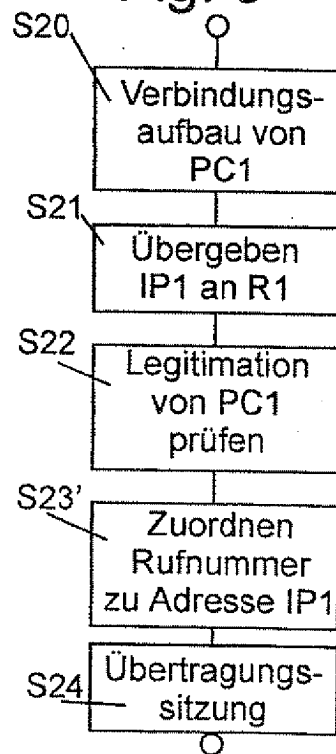 S20
Verbindungs-
aufbau von
PC1
S21
Übergeben
IP1 an R1
S22
Legitimation
von PC1
prüfen
S23'
Zuordnen
Rufnummer
zu Adresse IP1
S24
Übertragungs-
sitzung